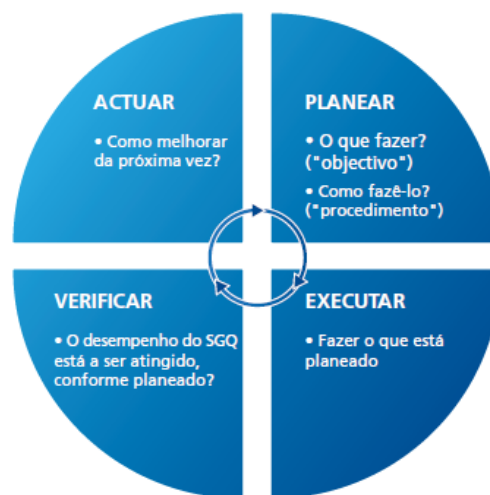 ACTUAR
• Como melhorar
da próxima vez?
PLANEAR
• O que fazer?
("objectivo")
• Como fazê-lo?
("procedimento")
VERIFICAR
• O desempenho do SGQ
está a ser atingido,
conforme planeado?
EXECUTAR
• Fazer o que está
planeado